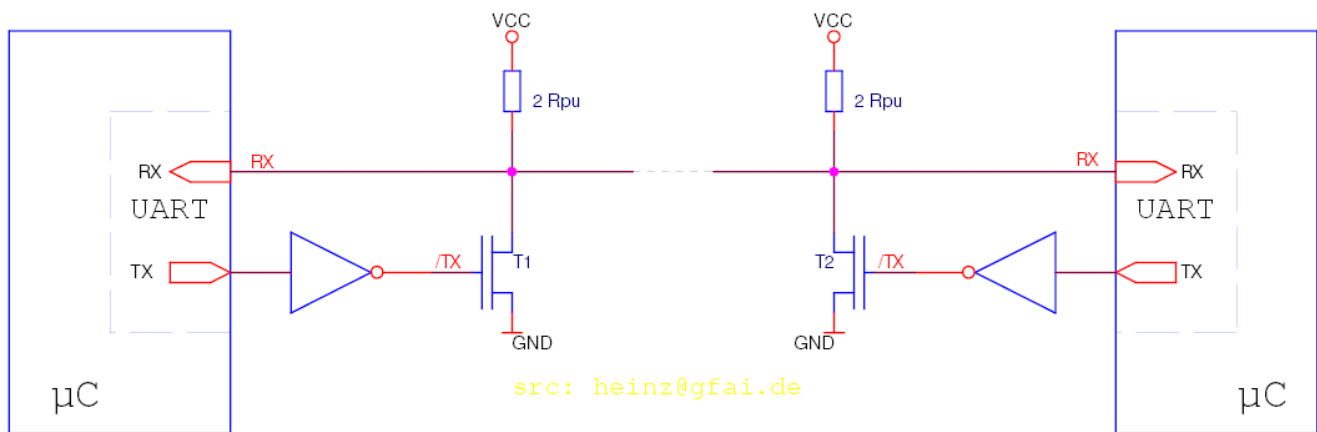 VCC VCC
2 Rpu 2 Rpu
RX RX RX RX
UART UART
TX /TX T1 T2 /TX TX
GND GND
µC src: heinz@gfai.de µC